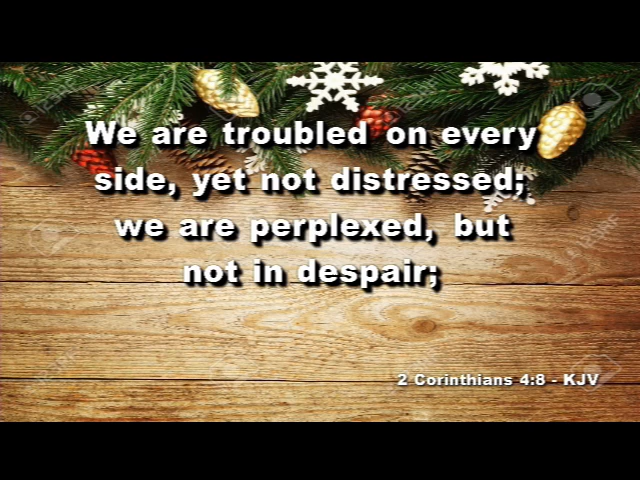 We are troubled on every
side, yet not distressed;
we are perplexed, but
not in despair;
2 Corinthians 4:8 - KJV